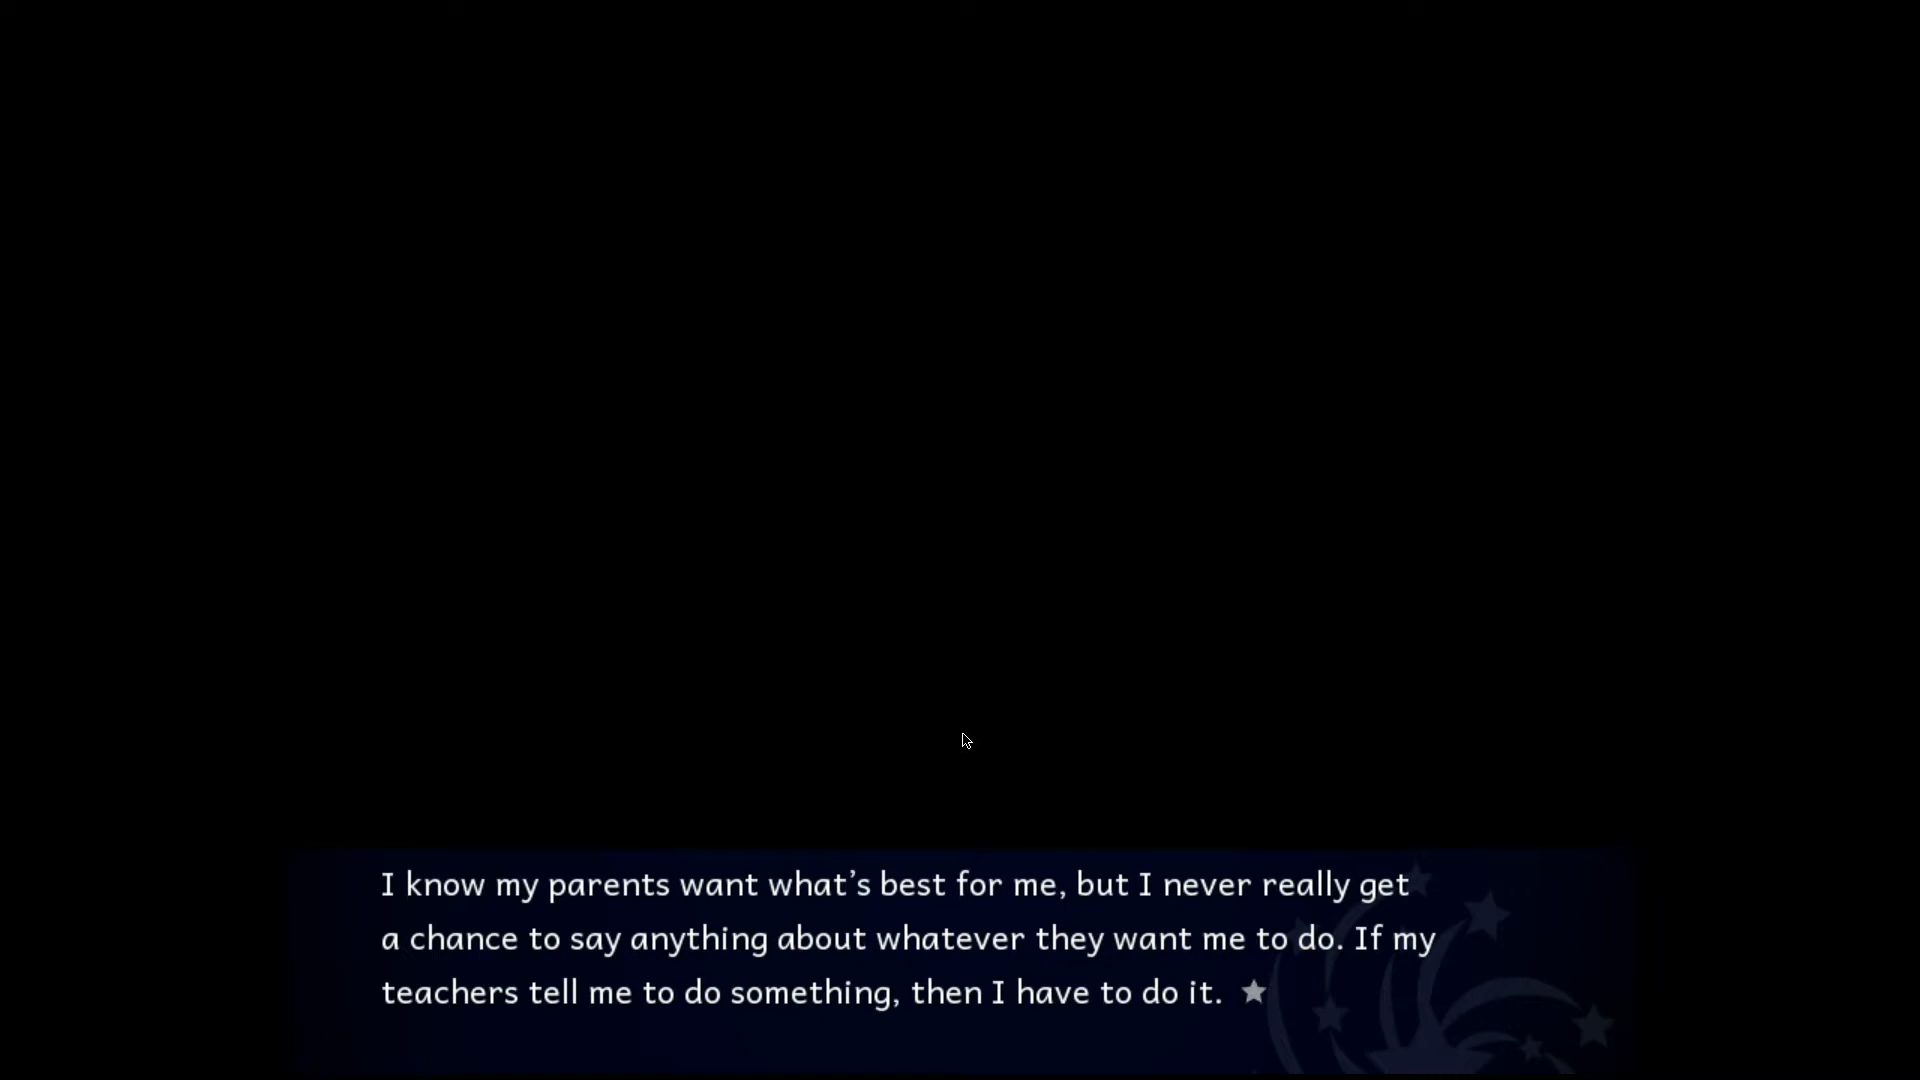 I know my parents want what’s best for me, but I never really get
a chance to say anything about whatever they want me to do. If my
teachers tell me to do something, then I have to do it.